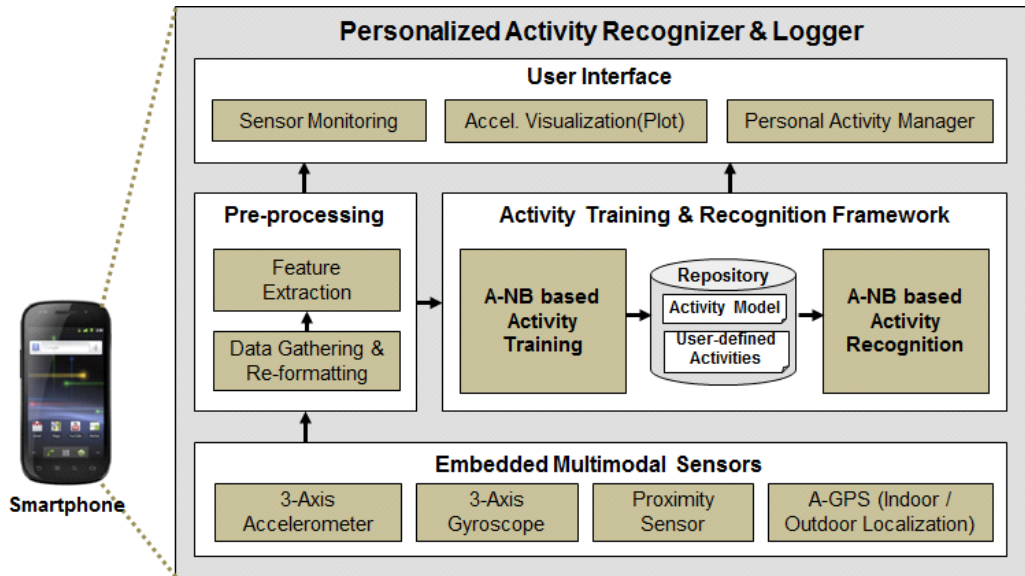 Personalized Activity Recognizer & Logger
User Interface
Sensor Monitoring
Accel. Visualization(Plot)
Personal Activity Manager
Pre-processing
Feature
Extraction
Data Gathering &
Re-formatting
Activity Training & Recognition Framework
A-NB based
Activity
Training
Repository
Activity Model
User-defined
Activities
A-NB based
Activity
Recognition
Smartphone
Embedded Multimodal Sensors
3-Axis
Accelerometer
3-Axis
Gyroscope
Proximity
Sensor
A-GPS (Indoor /
Outdoor Localization)